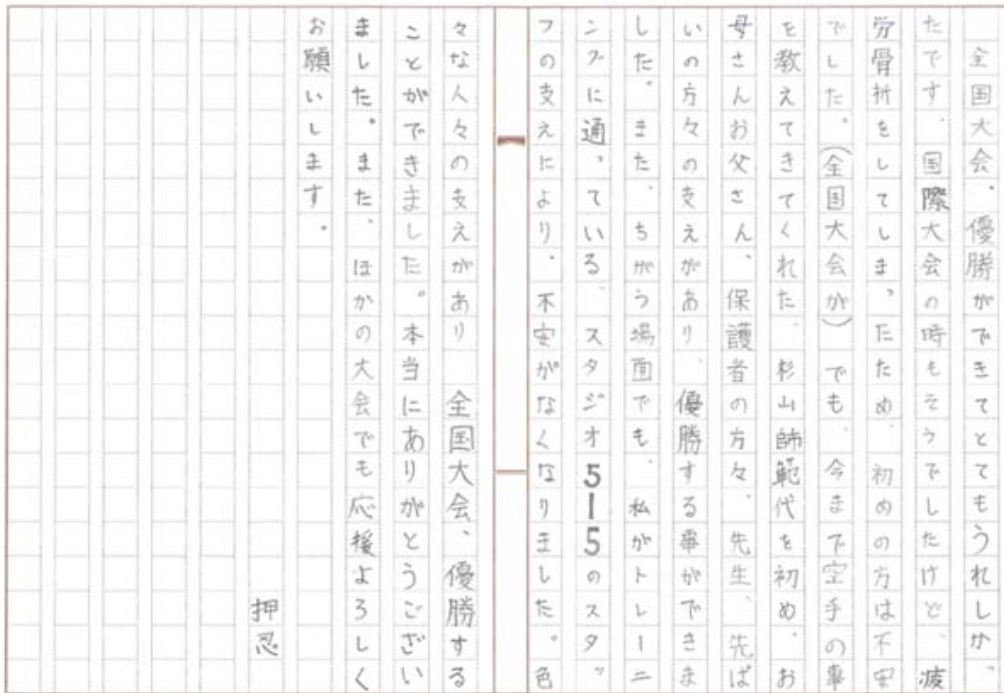 全国大会、優勝ができてとてもうれしかっ
たです。国際大会の時もそうでしたけど、疲
労骨折をしてしまったため、初めの方は不安
でした。(全国大会が)でも、今まで空手の事
を教えてきてくれた、杉山師範代を初め、お
母さんお父さん、保護者の方々、先生、先ぱ
いの方々の支えがあり、優勝する事ができま
した。また、ちがう場面でも、私がトレーニ
ングに通っている、スタジオ515のスタッ
フの支えにより、不安がなくなりました。色
々な人々の支えがあり 全国大会、優勝する
ことができました。本当にありがとうござい
ました。また、ほかの大会でも応援よろしく
お願いします。
押忍